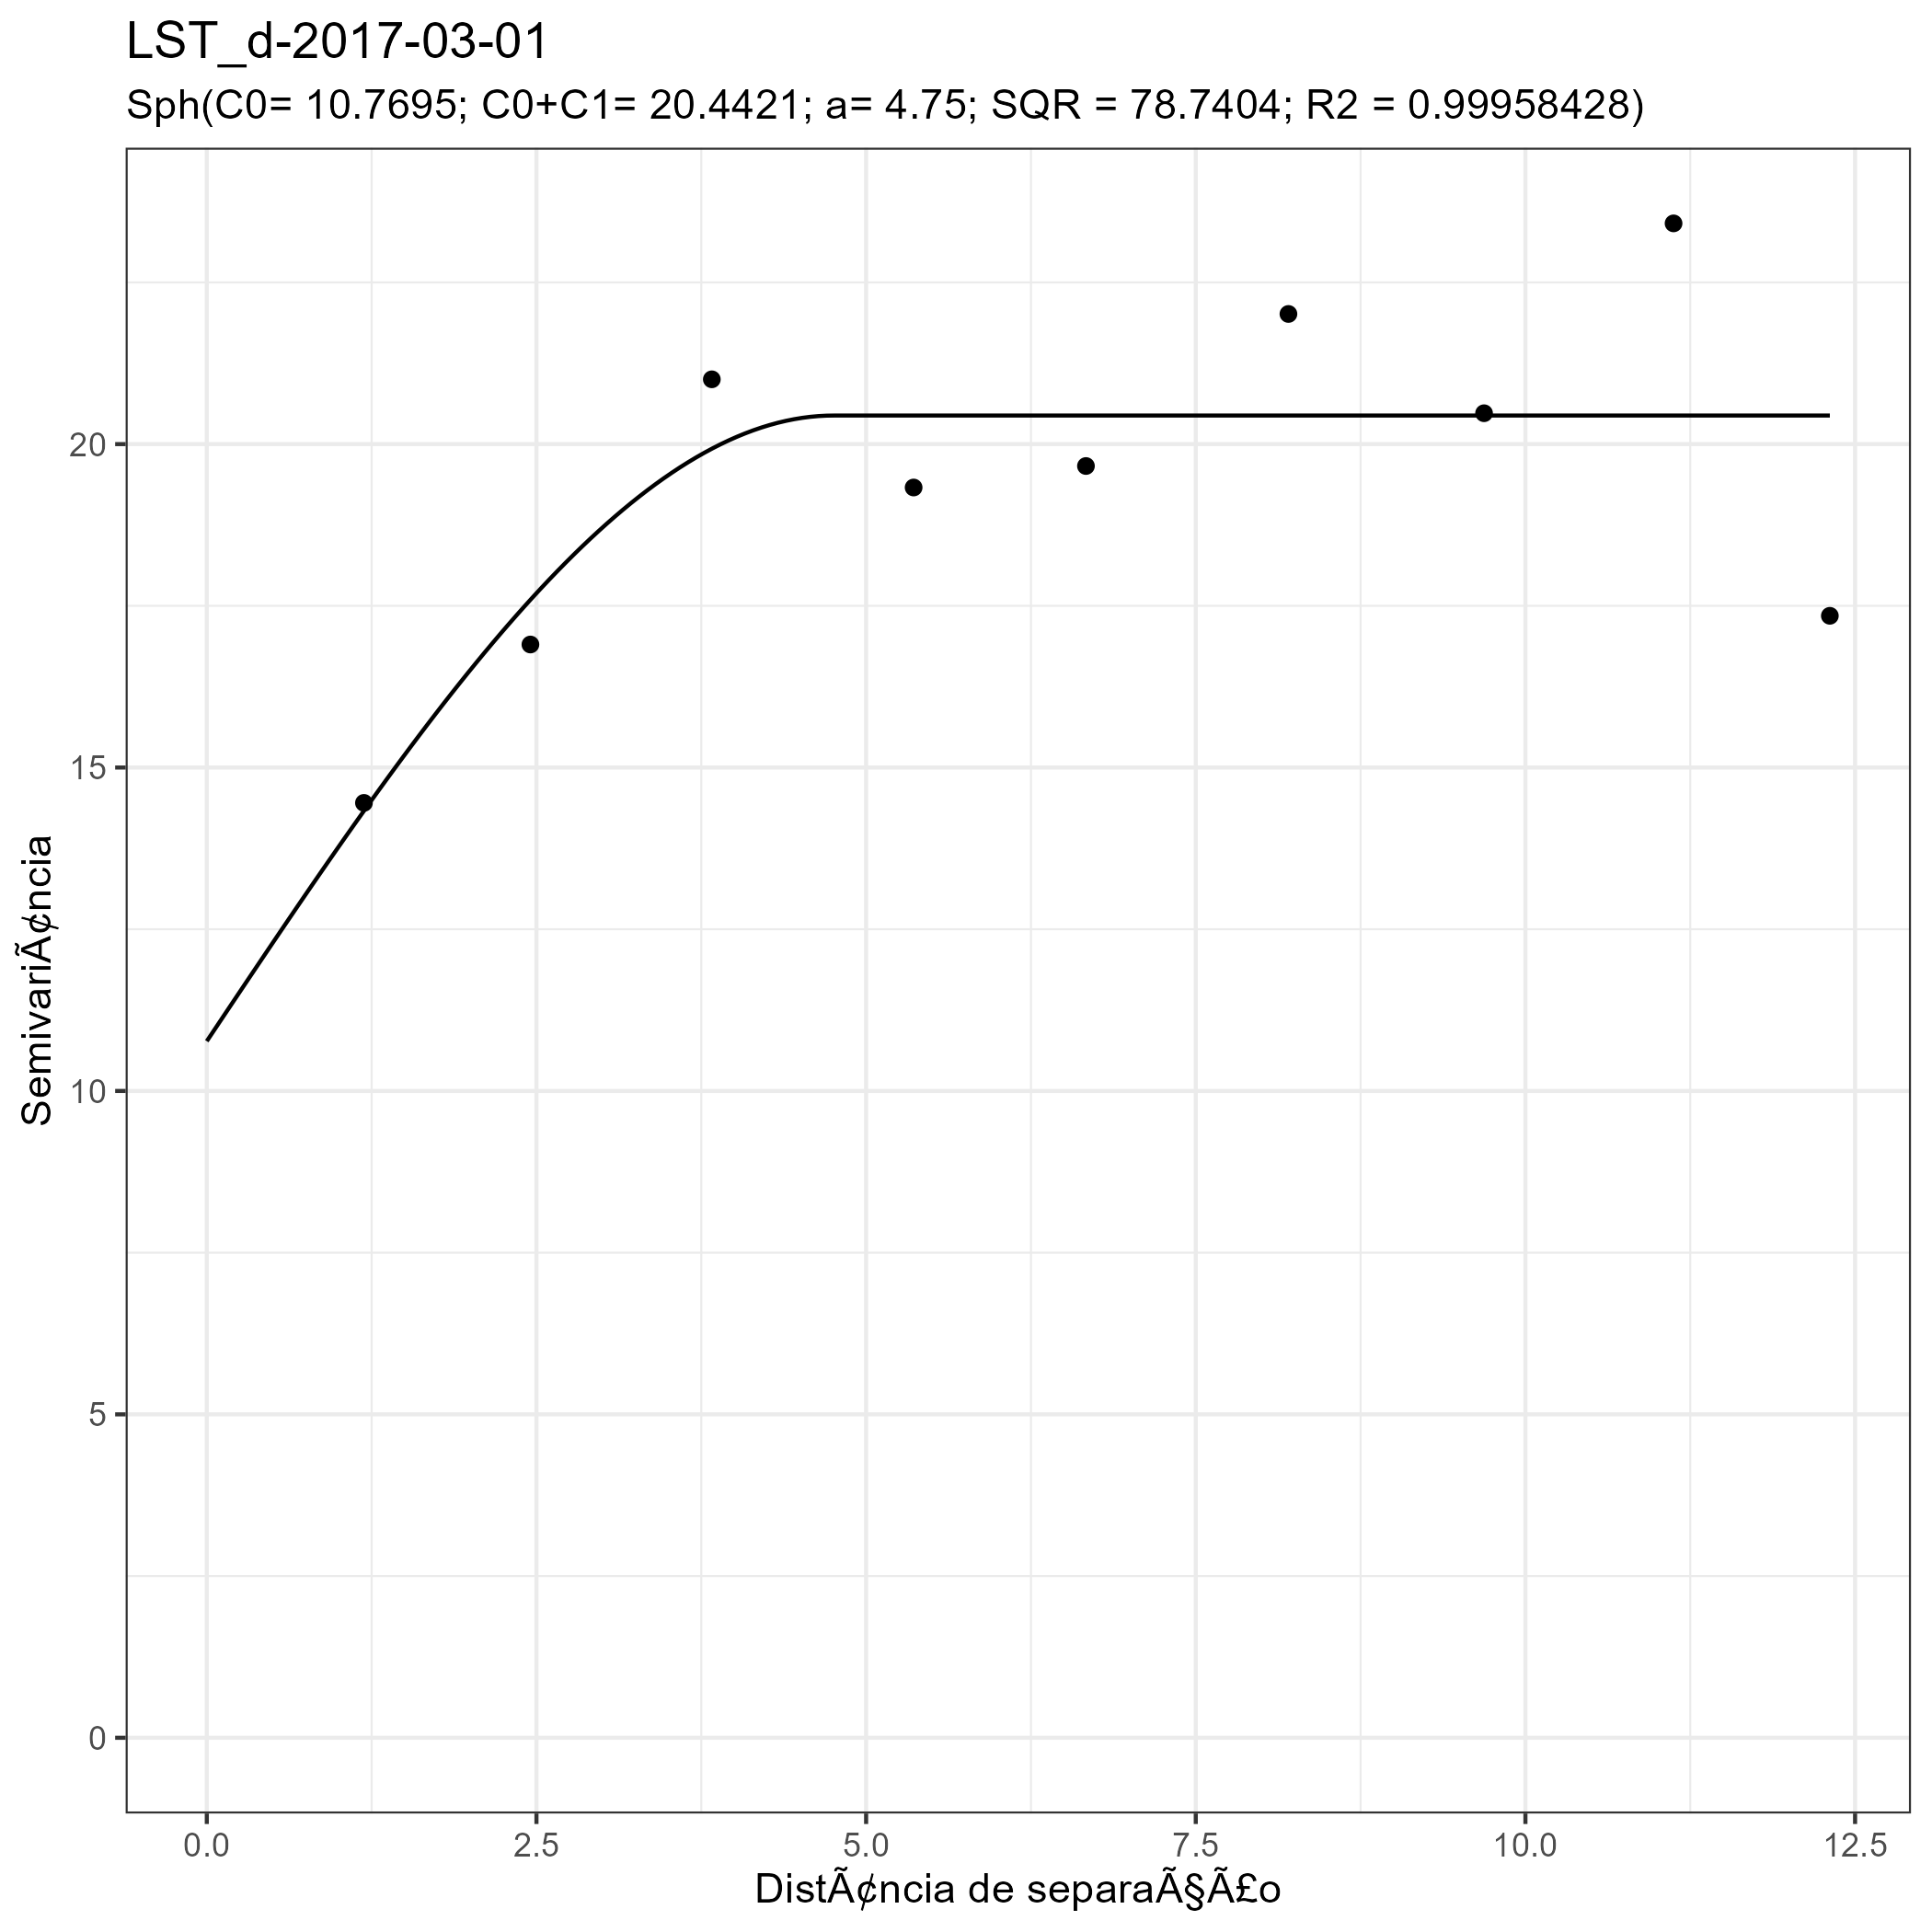 LST_d-2017-03-01
Sph(C0= 10.7695; C0+C1= 20.4421; a= 4.75; SQR = 78.7404; R2 = 0.99958428)
SemivariÃ¢ncia
20
15
10
5
0
0.0 2.5 5.0 7.5 10.0 12.5
DistÃ¢ncia de separaÃ§Ã£o